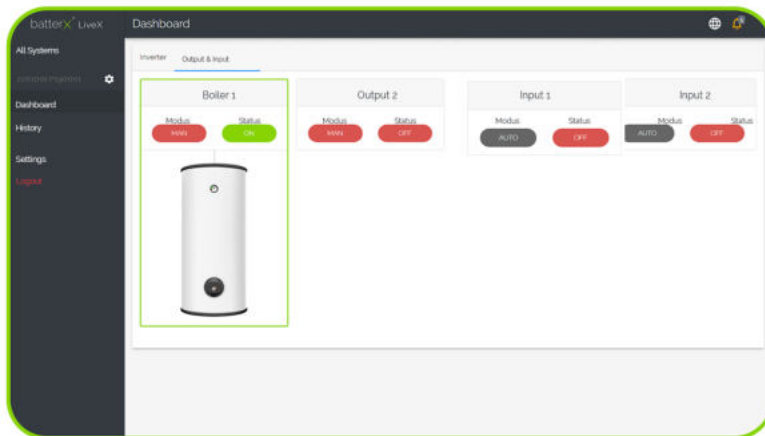 batterX LiveX
Dashboard
All Systems
Dashboard
History
Settings
Logout
Inverter Output & Input
Boiler 1
Modus Status
MAN ON
Output 2
Modus Status
MAN OFF
Input 1
Modus Status
AUTO OFF
Input 2
Modus Status
AUTO OFF